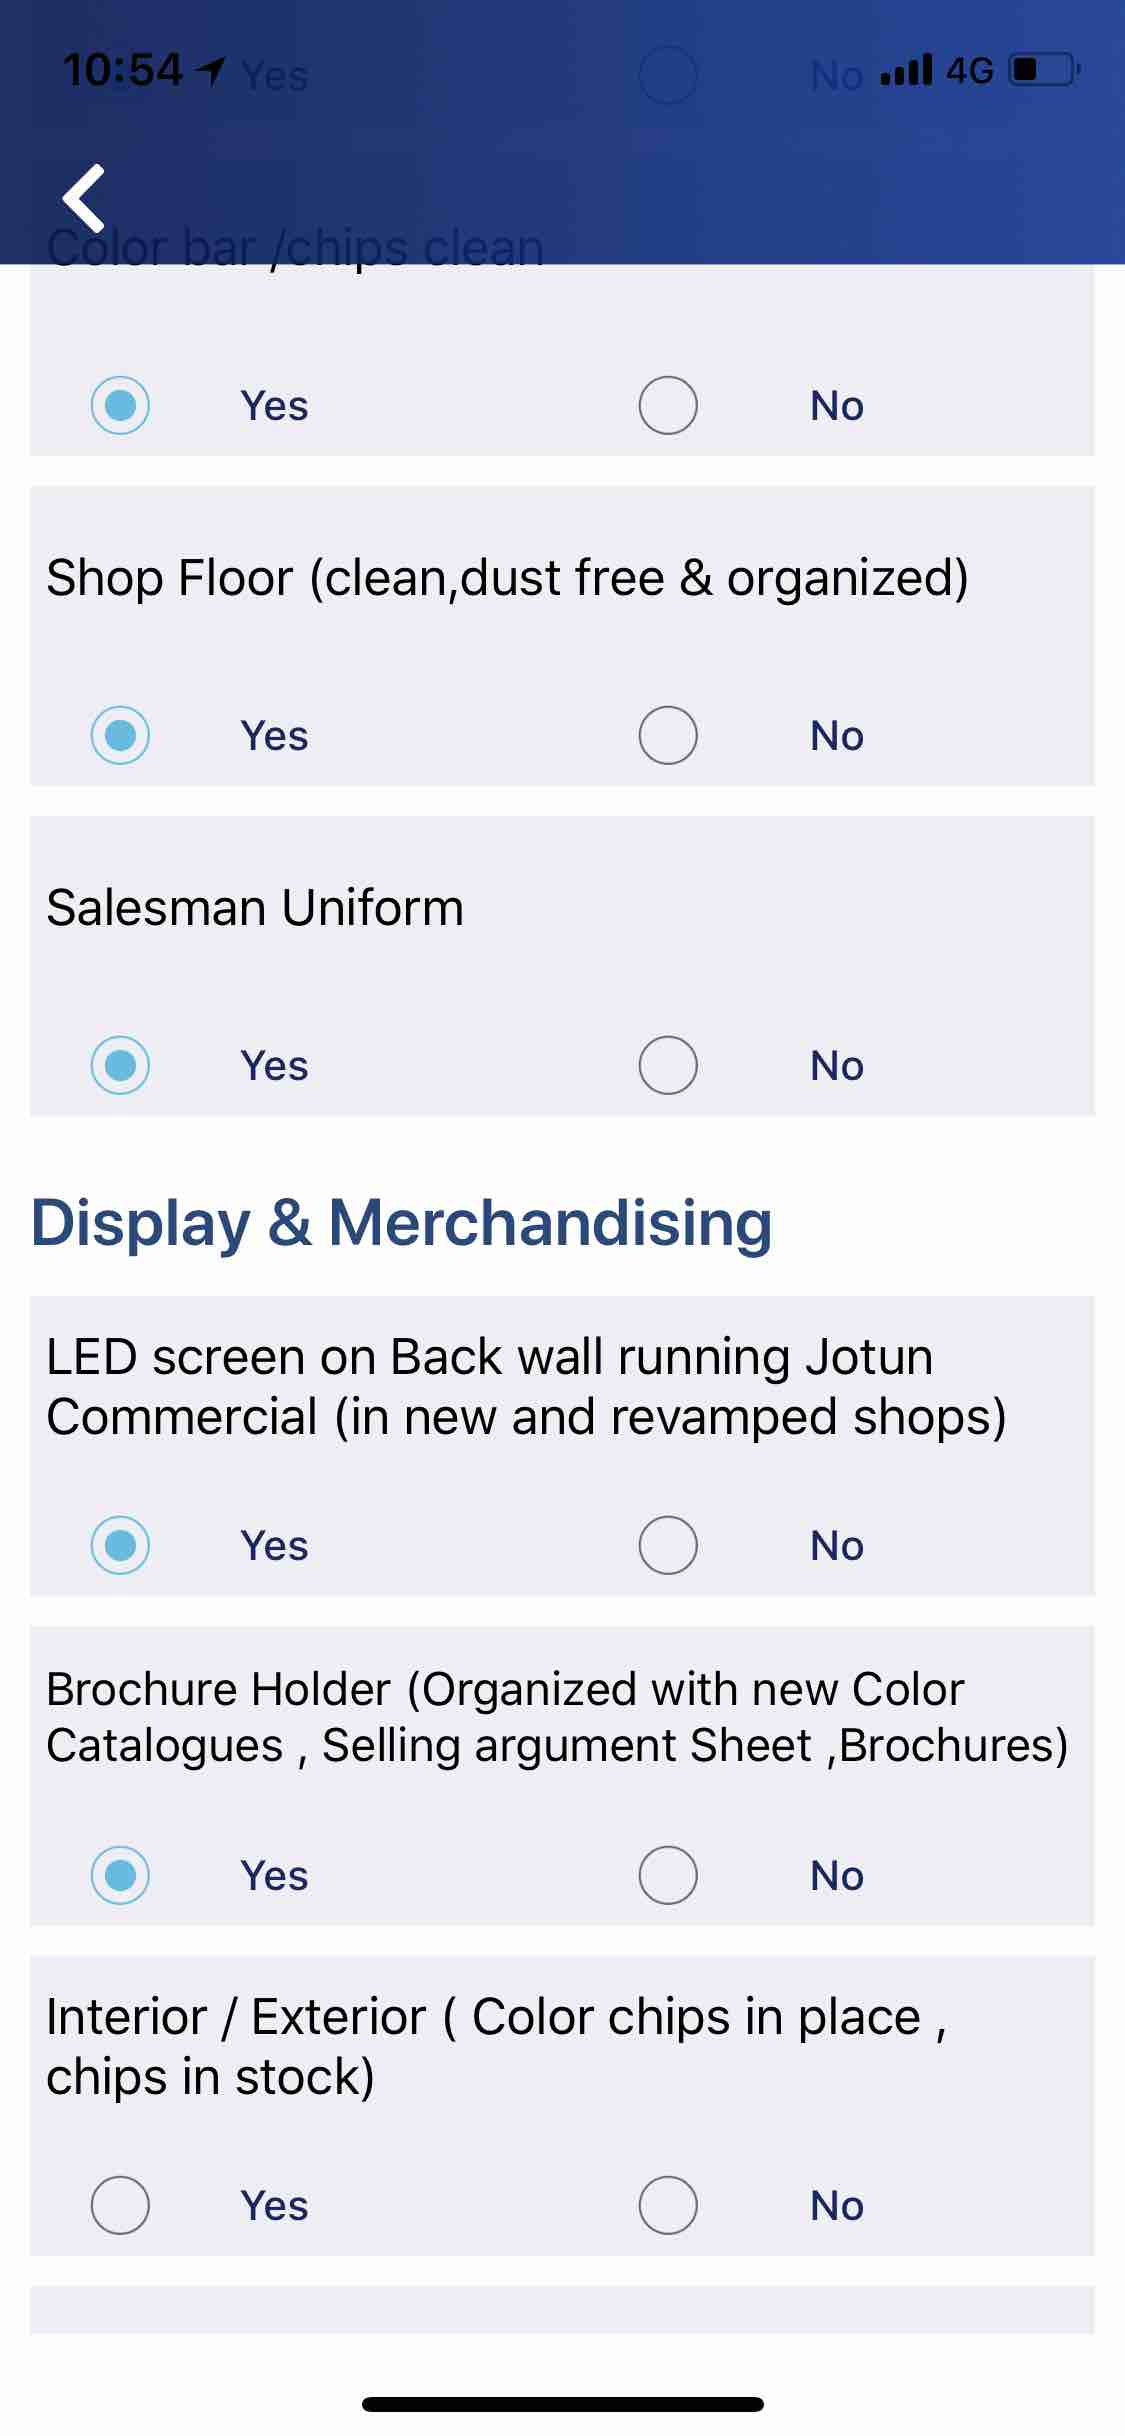 10:54
4G
Yes
No
Color bar /chips clean
Yes
No
Shop Floor (clean,dust free & organized)
Yes
No
Salesman Uniform
Yes
No
Display & Merchandising
LED screen on Back wall running Jotun
Commercial (in new and revamped shops)
Yes
No
Brochure Holder (Organized with new Color
Catalogues , Selling argument Sheet ,Brochures)
Yes
No
Interior / Exterior ( Color chips in place ,
chips in stock)
Yes
No